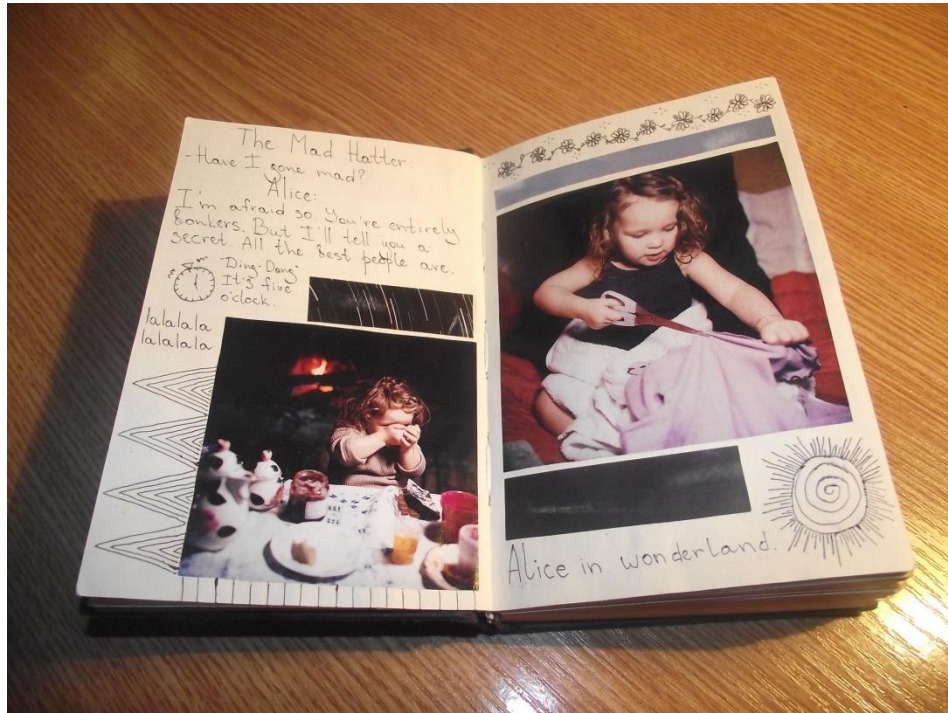 The Mad Hatter:
- Have I gone mad?
Alice:
I'm afraid so. You're entirely
bonkers. But I'll tell you a
secret. All the best people are.
Ding-Dong
It's five
o'clock.
lalalala
lalalala
Alice in wonderland.